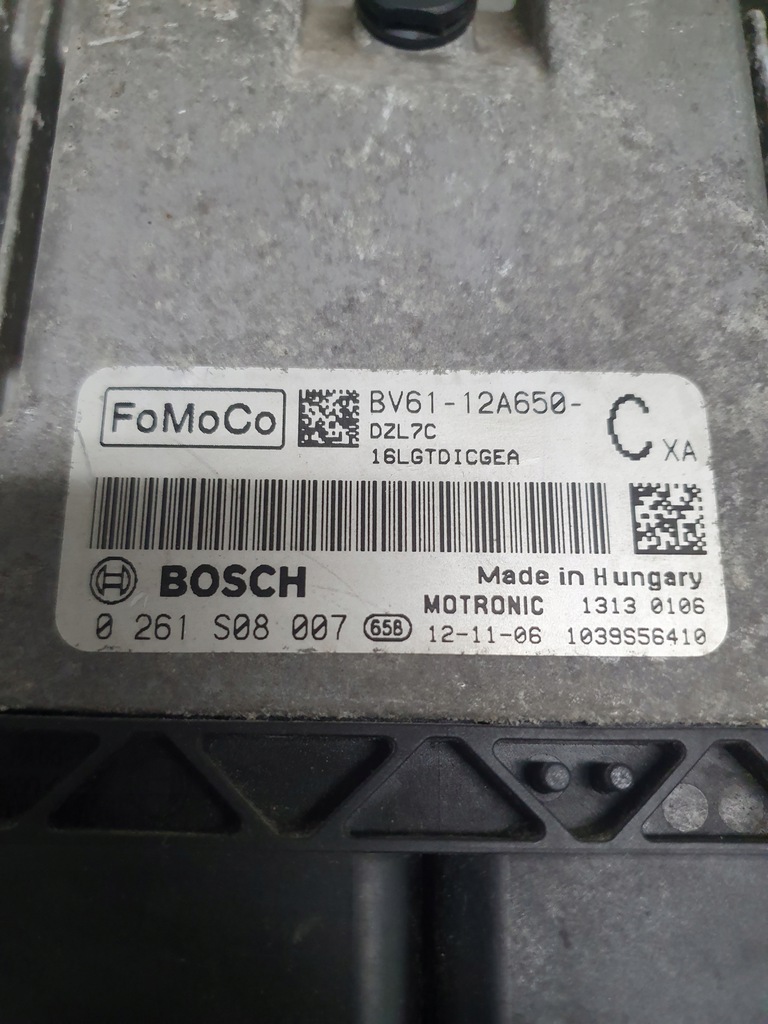 FoMoCo
BV61-12A650-
C XA
DZL7C
16LGTDICGEA
BOSCH
Made in Hungary
MOTRONIC 1313 0106
0 261 S08 007 658 12-11-06 1039S56410